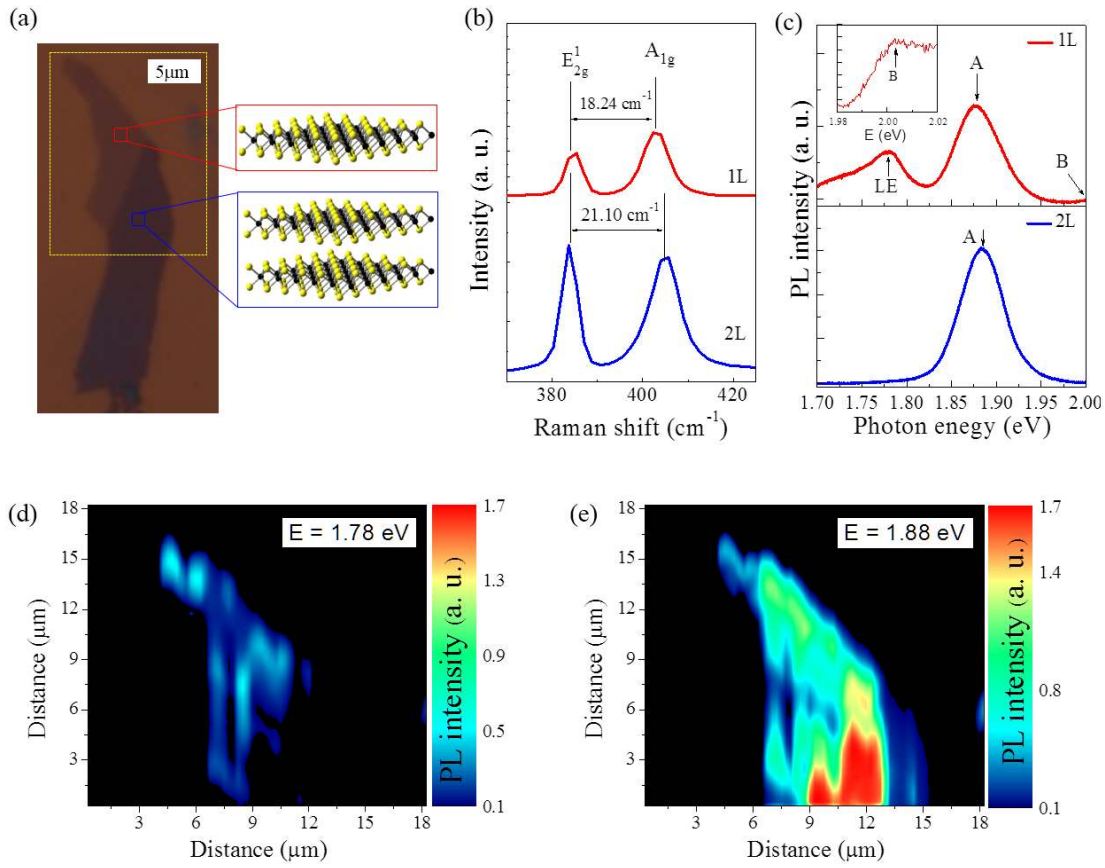 (a)
5μm
(b)
E¹₂g
A₁g
18.24 cm⁻¹
1L
21.10 cm⁻¹
2L
Intensity (a. u.)
380
400
420
Raman shift (cm⁻¹)
(c)
1L
A
B
1.98
2.00
2.02
E (eV)
LE
B
2L
A
PL intensity (a. u.)
1.70
1.75
1.80
1.85
1.90
1.95
2.00
Photon enegy (eV)
(d)
E = 1.78 eV
18
15
12
9
6
3
Distance (μm)
3
6
9
12
15
18
Distance (μm)
1.7
1.3
0.9
0.5
0.1
PL intensity (a. u.)
(e)
E = 1.88 eV
18
15
12
9
6
3
Distance (μm)
3
6
9
12
15
18
Distance (μm)
1.7
1.4
0.8
0.4
0.1
PL intensity (a. u.)